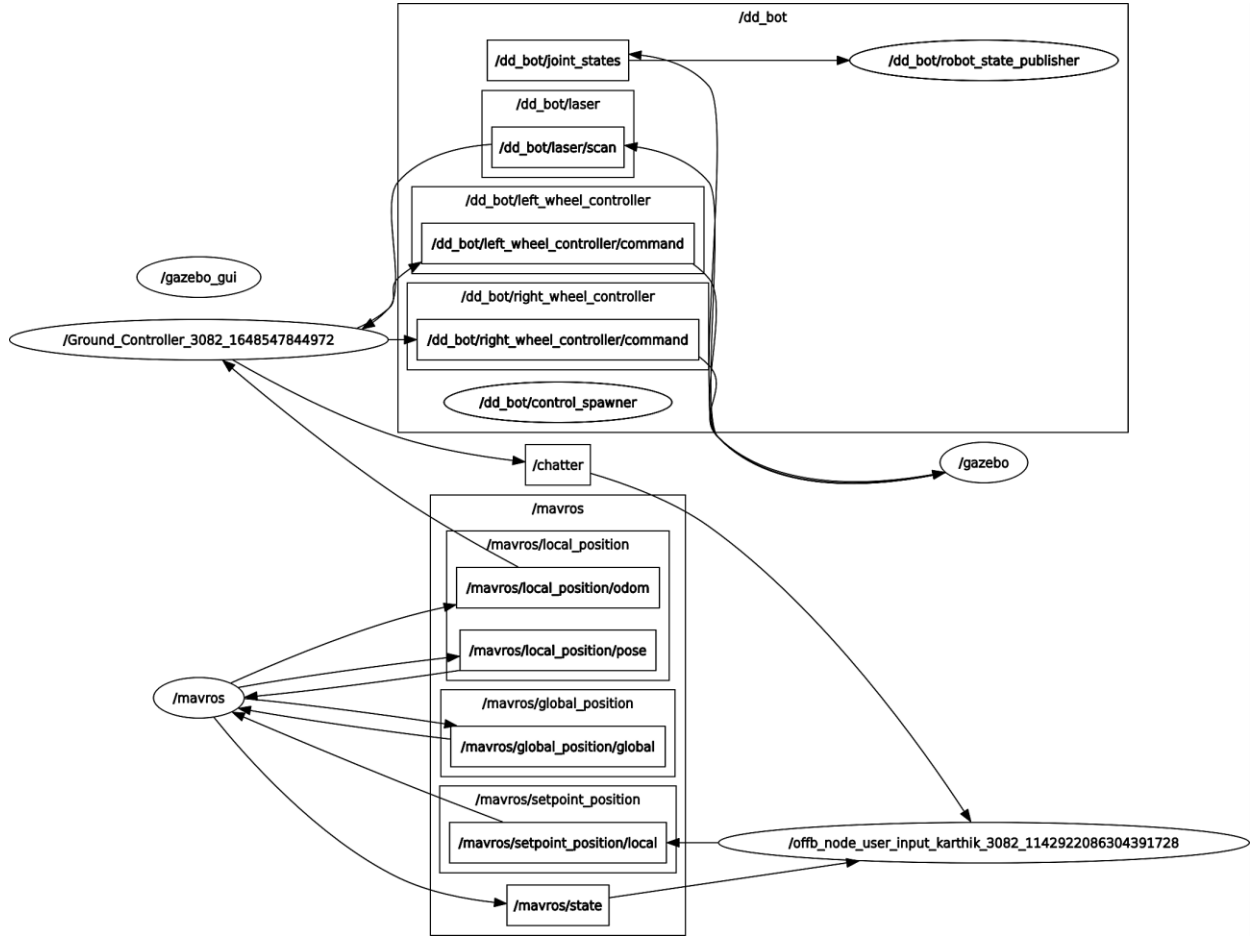 /dd_bot
/dd_bot/joint_states
/dd_bot/robot_state_publisher
/dd_bot/laser
/dd_bot/laser/scan
/dd_bot/left_wheel_controller
/dd_bot/left_wheel_controller/command
/gazebo_gui
/dd_bot/right_wheel_controller
/Ground_Controller_3082_1648547844972
/dd_bot/right_wheel_controller/command
/dd_bot/control_spawner
/chatter
/gazebo
/mavros
/mavros/local_position
/mavros/local_position/odom
/mavros/local_position/pose
/mavros
/mavros/global_position
/mavros/global_position/global
/mavros/setpoint_position
/mavros/setpoint_position/local
/offb_node_user_input_karthik_3082_1142922086304391728
/mavros/state